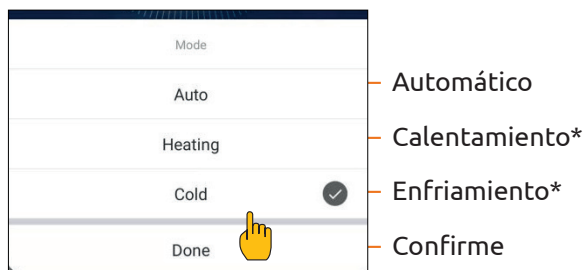 Mode
Auto
Automático
Heating
Calentamiento*
Cold
Enfriamiento*
Done
Confirme